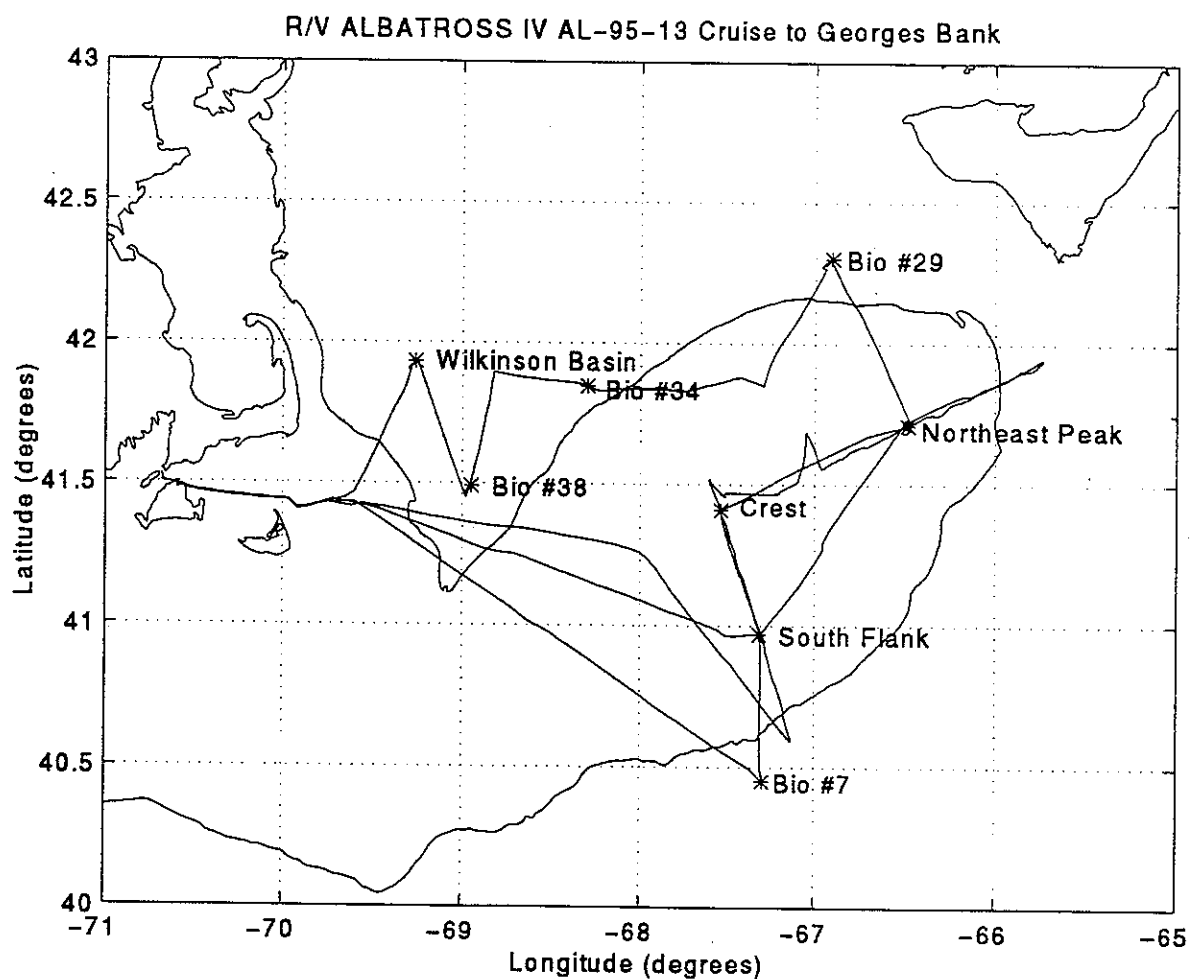 R/V ALBATROSS IV AL-95-13 Cruise to Georges Bank
43
42.5
Bio #29
42
Wilkinson Basin
Bio #34
Northeast Peak
41.5
Bio #38
Crest
Latitude (degrees)
41
South Flank
40.5
Bio #7
40
-71
-70
-69
-68
-67
-66
-65
Longitude (degrees)